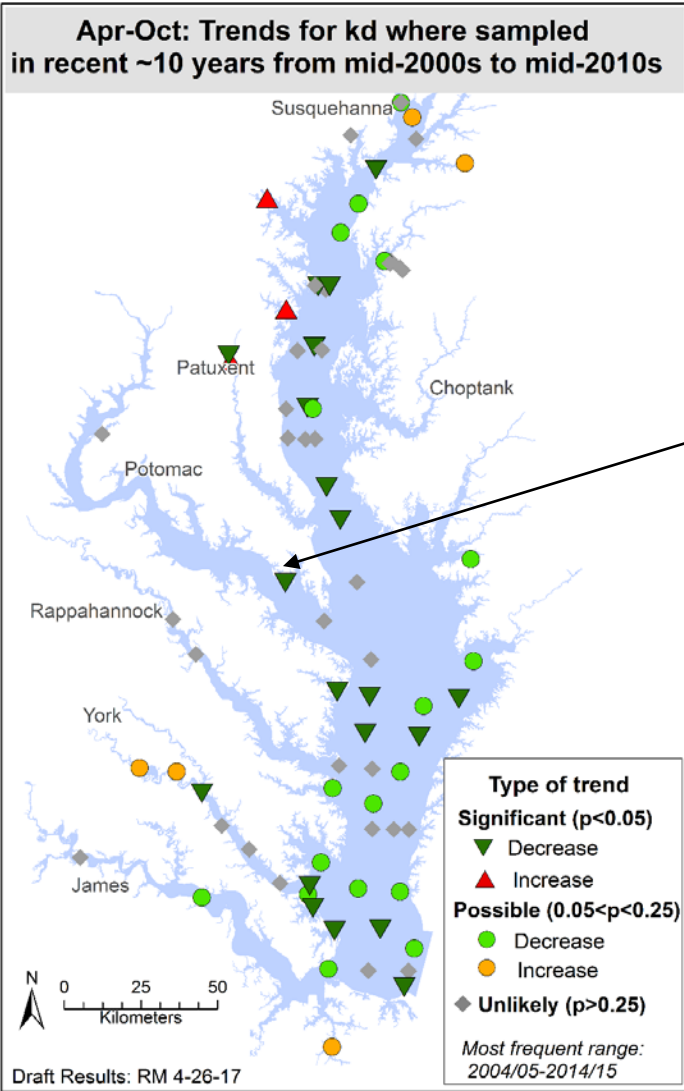 Apr-Oct: Trends for kd where sampled
in recent ~10 years from mid-2000s to mid-2010s
Susquehanna
Patuxent
Choptank
Potomac
Rappahannock
York
James
Type of trend
Significant (p<0.05)
Decrease
Increase
Possible (0.05<p<0.25)
Decrease
Increase
Unlikely (p>0.25)
Most frequent range:
2004/05-2014/15
N
0 25 50
Kilometers
Draft Results: RM 4-26-17